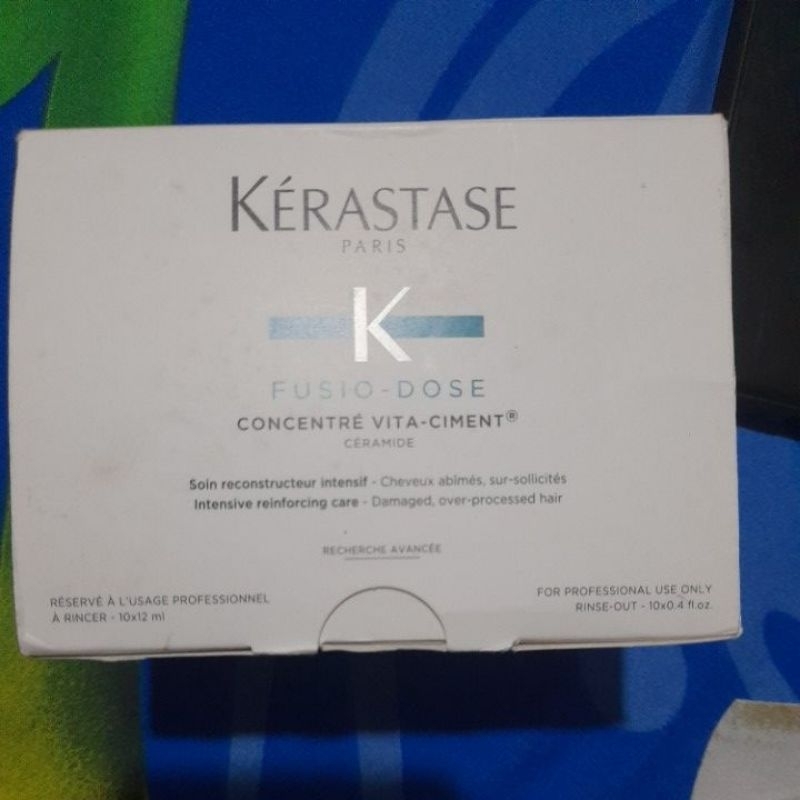 KÉRASTASE
PARIS
K
FUSIO-DOSE
CONCENTRÉ VITA-CIMENT®
CÉRAMIDE
Soin reconstructeur intensif - Cheveux abîmés, sur-sollicités
Intensive reinforcing care - Damaged, over-processed hair
RECHERCHE AVANCÉE
RÉSERVÉ À L'USAGE PROFESSIONNEL
À RINCER - 10x12 ml
FOR PROFESSIONAL USE ONLY
RINSE-OUT - 10x0.4 fl.oz.